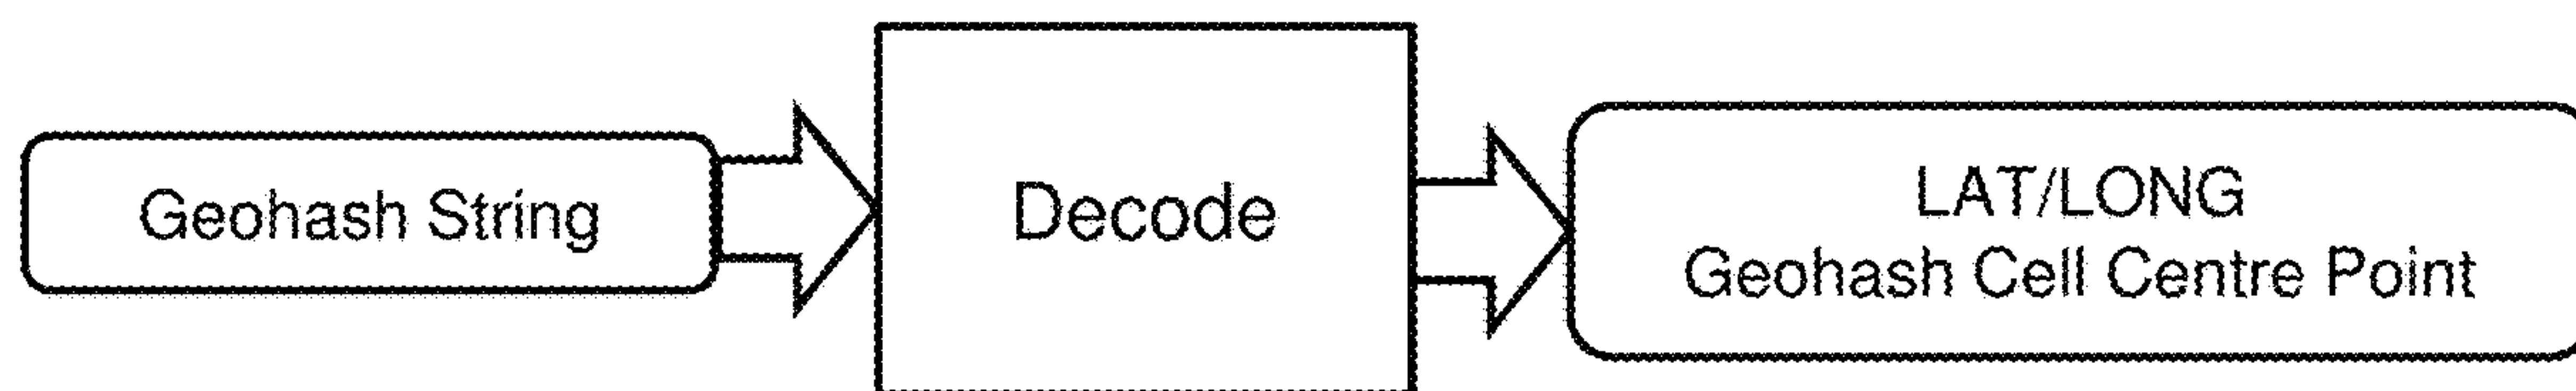 Geohash String
Decode
LAT/LONG
Geohash Cell Centre Point